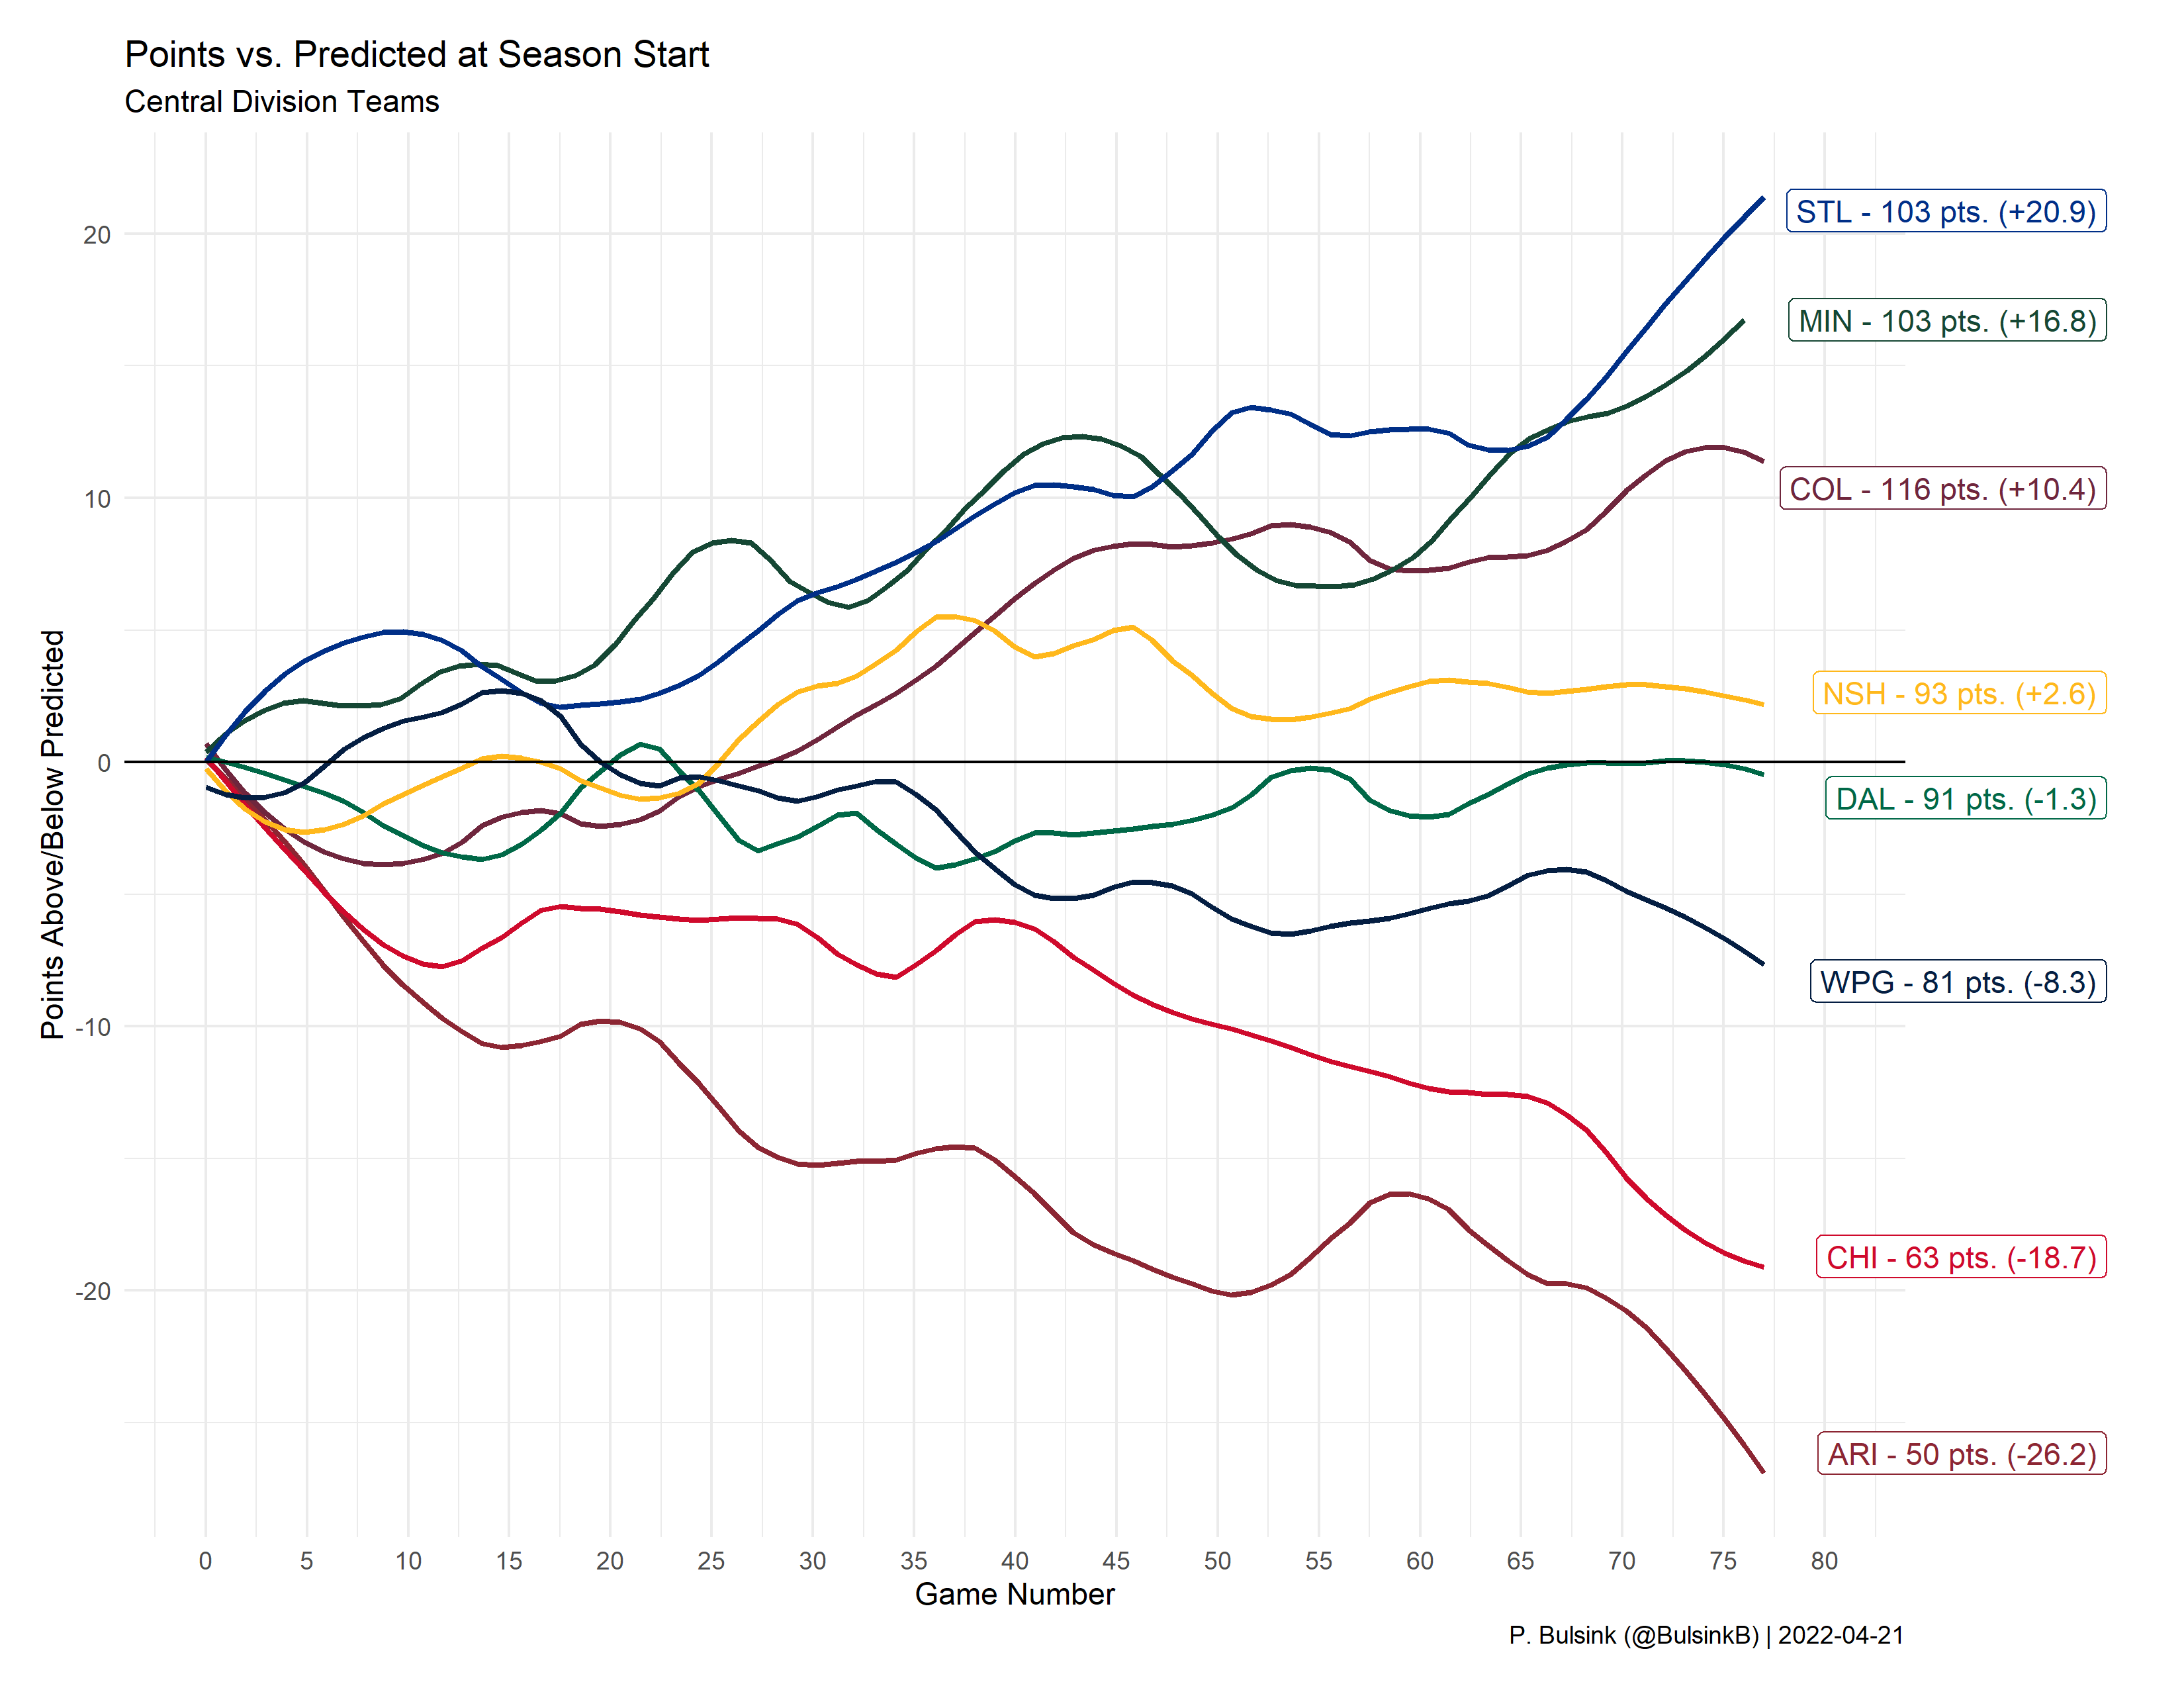 Points vs. Predicted at Season Start
Central Division Teams
Points Above/Below Predicted
20
10
0
-10
-20
STL - 103 pts. (+20.9)
MIN - 103 pts. (+16.8)
COL - 116 pts. (+10.4)
NSH - 93 pts. (+2.6)
DAL - 91 pts. (-1.3)
WPG - 81 pts. (-8.3)
CHI - 63 pts. (-18.7)
ARI - 50 pts. (-26.2)
0 5 10 15 20 25 30 35 40 45 50 55 60 65 70 75 80
Game Number
P. Bulsink (@BulsinkB) | 2022-04-21